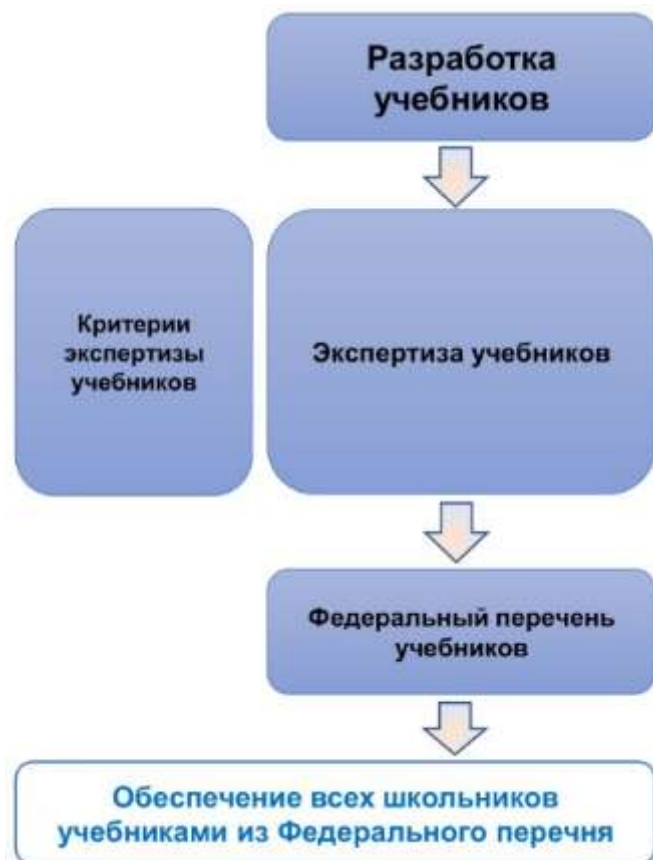 Разработка
учебников
Критерии
экспертизы
учебников
Экспертиза учебников
Федеральный перечень
учебников
Обеспечение всех школьников
учебниками из Федерального перечня